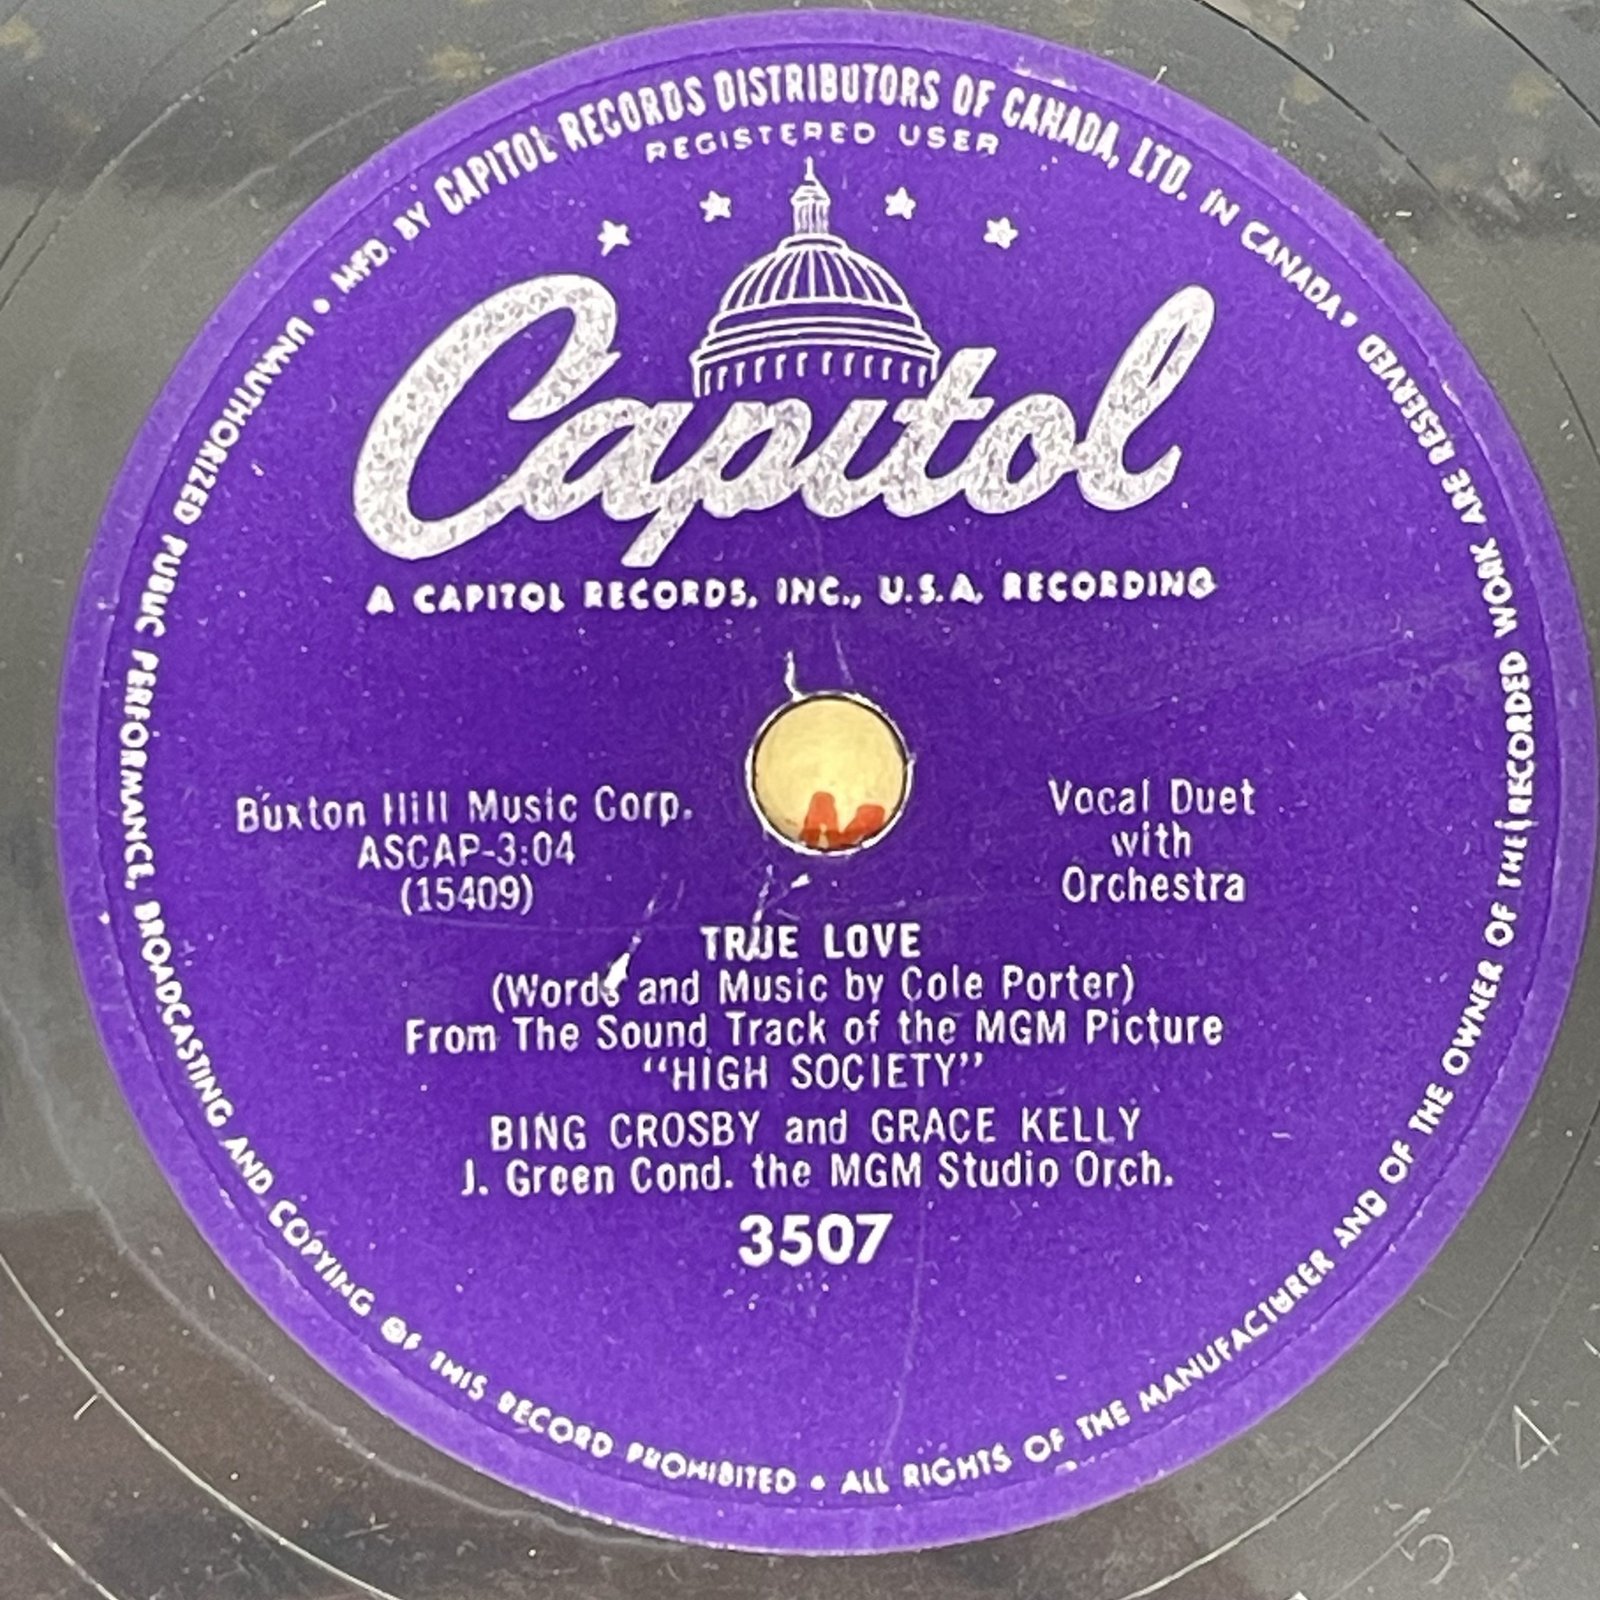 MFD. BY CAPITOL RECORDS DISTRIBUTORS OF CANADA, LTD. IN CANADA • ALL RIGHTS OF THE MANUFACTURER AND OF THE OWNER OF THE RECORDED WORK ARE RESERVED
UNAUTHORIZED PUBLIC PERFORMANCE, BROADCASTING AND COPYING OF THIS RECORD PROHIBITED •
REGISTERED USER
Capitol
A CAPITOL RECORDS, INC., U.S.A. RECORDING
Buxton Hill Music Corp.
ASCAP-3:04
(15409)
Vocal Duet
with
Orchestra
TRUE LOVE
(Words and Music by Cole Porter)
From The Sound Track of the MGM Picture
"HIGH SOCIETY"
BING CROSBY and GRACE KELLY
J. Green Cond. the MGM Studio Orch.
3507
4
5